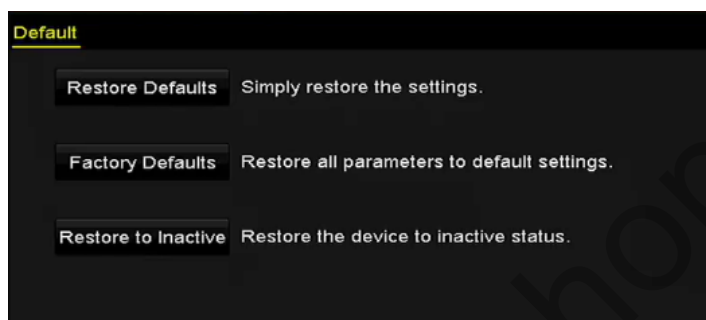 Default
Restore Defaults Simply restore the settings.
Factory Defaults Restore all parameters to default settings.
Restore to Inactive Restore the device to inactive status.